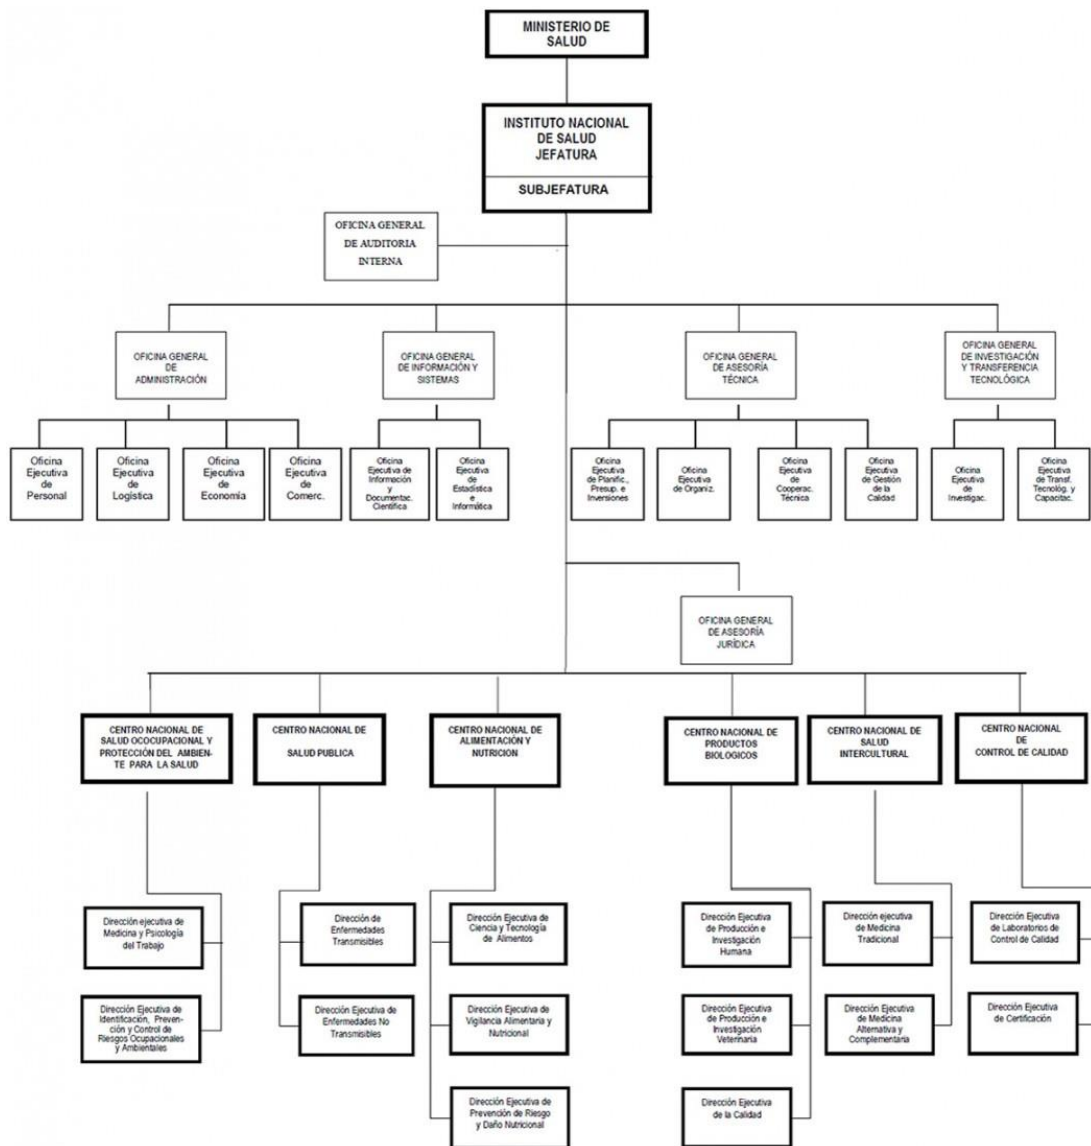 MINISTERIO DE
SALUD
INSTITUTO NACIONAL
DE SALUD
JEFATURA
SUBJEFATURA
OFICINA GENERAL
DE AUDITORIA
INTERNA
OFICINA GENERAL
DE
ADMINISTRACIÓN
OFICINA GENERAL
DE INFORMACIÓN Y
SISTEMAS
OFICINA GENERAL
DE ASESORÍA
TÉCNICA
OFICINA GENERAL
DE INVESTIGACIÓN
Y TRANSFERENCIA
TECNOLÓGICA
Oficina
Ejecutiva
de
Personal
Oficina
Ejecutiva
de
Logística
Oficina
Ejecutiva
de
Economía
Oficina
Ejecutiva
de
Comerc.
Oficina
Ejecutiva de
Información
y
Documentac.
Científica
Oficina
Ejecutiva
de
Estadística
e
Informática
Oficina
Ejecutiva
de Planific.,
Presup. e
Inversiones
Oficina
Ejecutiva
de Organiz.
Oficina
Ejecutiva
de
Cooperac.
Técnica
Oficina
Ejecutiva
de Gestión
de la
Calidad
Oficina
Ejecutiva
de
Investigac.
Oficina
Ejecutiva
de Transf.
Tecnológ. y
Capacitac.
OFICINA GENERAL
DE ASESORÍA
JURÍDICA
CENTRO NACIONAL DE
SALUD OCOCUPACIONAL Y
PROTECCIÓN DEL AMBIEN-
TE PARA LA SALUD
CENTRO NACIONAL DE
SALUD PUBLICA
CENTRO NACIONAL DE
ALIMENTACIÓN Y
NUTRICION
CENTRO NACIONAL DE
PRODUCTOS
BIOLOGICOS
CENTRO NACIONAL DE
SALUD
INTERCULTURAL
CENTRO NACIONAL
DE
CONTROL DE CALIDAD
Dirección ejecutiva de
Medicina y Psicología
del Trabajo
Dirección de
Enfermedades
Transmisibles
Dirección Ejecutiva de
Ciencia y Tecnología
de Alimentos
Dirección Ejecutiva
de Producción e
Investigación
Humana
Dirección ejecutiva
de Medicina
Tradicional
Dirección Ejecutiva
de Laboratorios de
Control de Calidad
Dirección Ejecutiva de
Identificación, Preven-
ción y Control de
Riesgos Ocupacionales
y Ambientales
Dirección Ejecutiva de
Enfermedades No
Transmisibles
Dirección Ejecutiva
de Vigilancia Alimentaria y
Nutricional
Dirección Ejecutiva
de Producción e
Investigación
Veterinaria
Dirección Ejecutiva
de Medicina
Alternativa y
Complementaria
Dirección Ejecutiva
de Certificación
Dirección Ejecutiva de
Prevención de Riesgo
y Daño Nutricional
Dirección Ejecutiva
de la Calidad